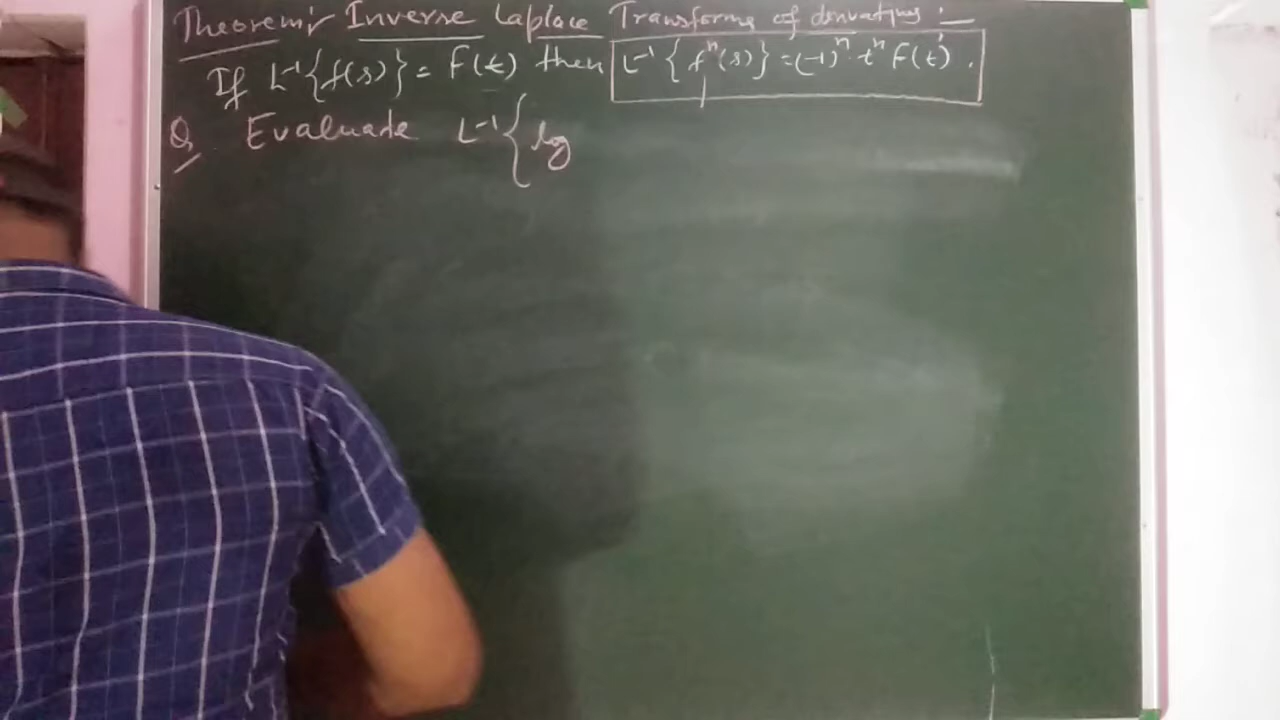 Theorem:- Inverse Laplace Transforms of derivatives :-
If L⁻¹{f(s)} = F(t) then L⁻¹{fⁿ(s)} = (-1)ⁿ · tⁿ F(t).
Q, Evaluate L⁻¹{log